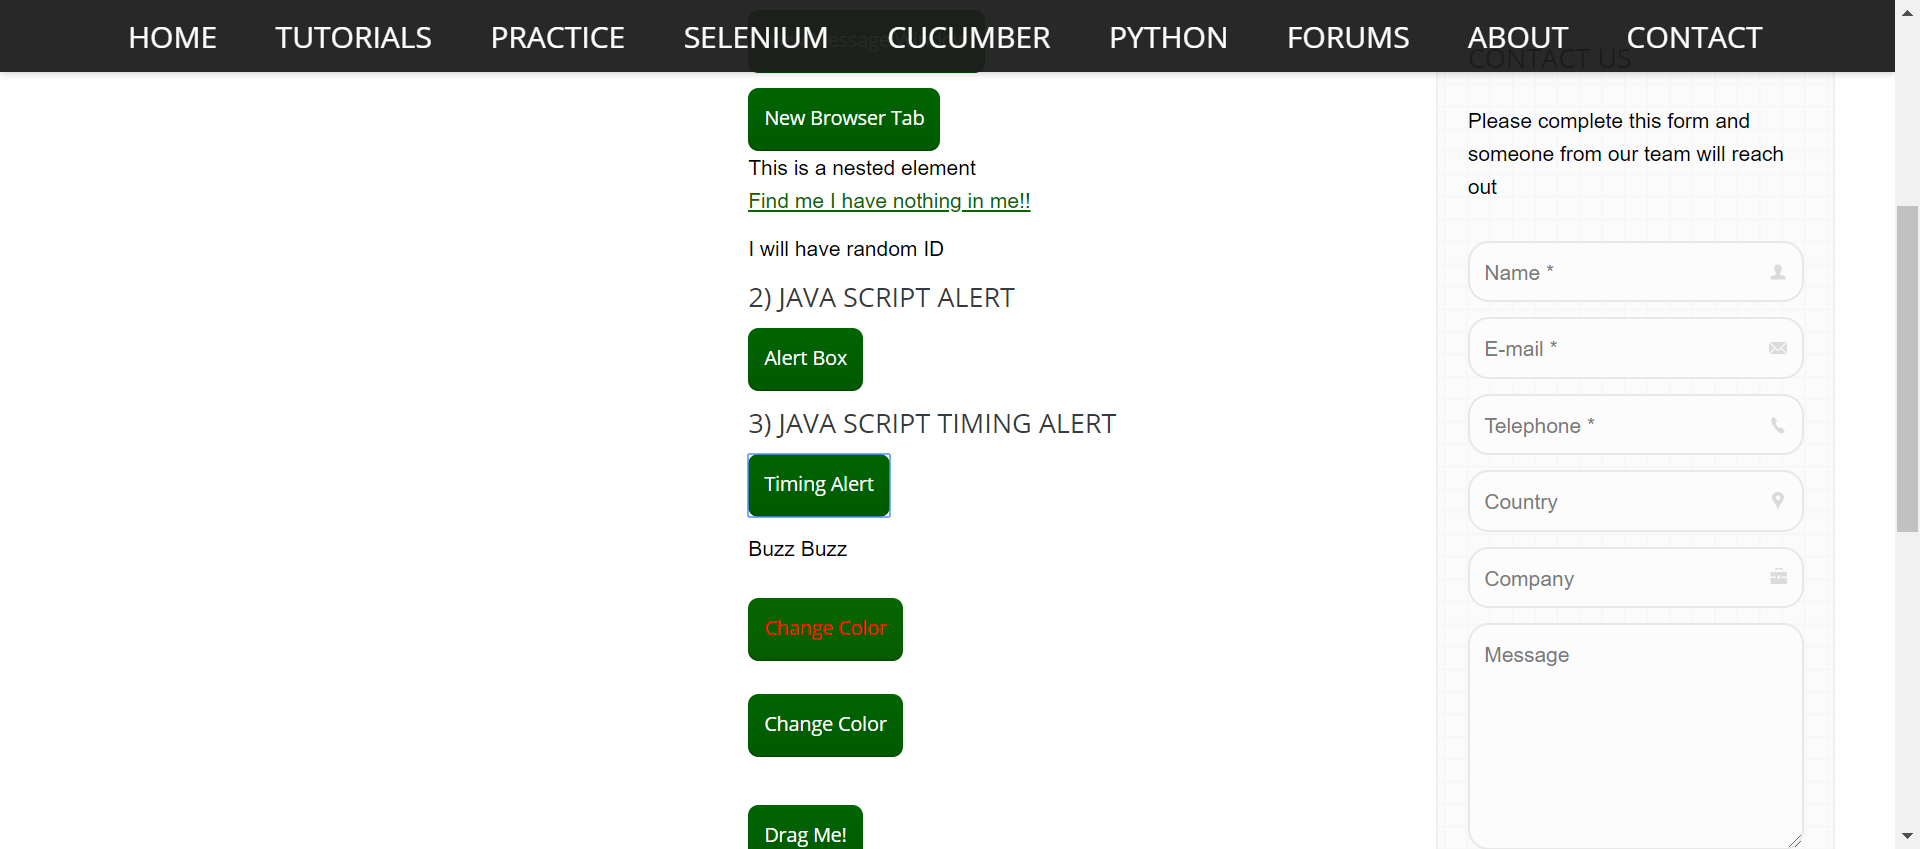 HOME TUTORIALS PRACTICE SELENIUM CUCUMBER PYTHON FORUMS ABOUT CONTACT
New Browser Tab
This is a nested element
Find me I have nothing in me!!
I will have random ID
2) JAVA SCRIPT ALERT
Alert Box
3) JAVA SCRIPT TIMING ALERT
Timing Alert
Buzz Buzz
Change Color
Change Color
Drag Me!
CONTACT US
Please complete this form and
someone from our team will reach
out
Name *
E-mail *
Telephone *
Country
Company
Message